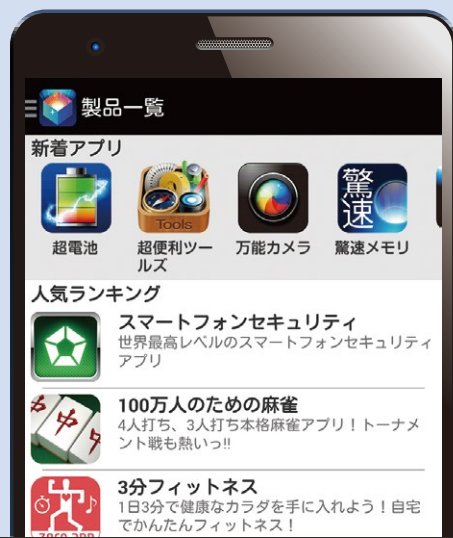 製品一覧
新着アプリ
Tools
驚
速
超電池
超便利ツー
ルズ
万能カメラ
驚速メモリ
人気ランキング
スマートフォンセキュリティ
世界最高レベルのスマートフォンセキュリティ
アプリ
中 中
100万人のための麻雀
4人打ち、3人打ち本格麻雀アプリ！トーナメ
ント戦も熱いっ!!
3分フィットネス
1日3分で健康なカラダを手に入れよう！自宅
でかんたんフィットネス！